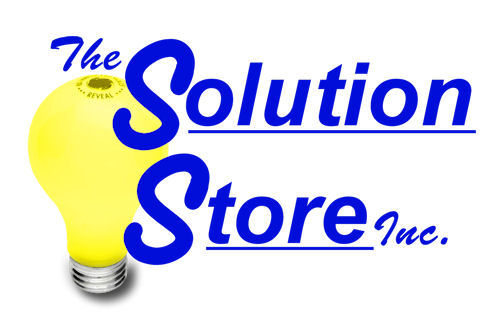 The Solution
REVEAL
Store Inc.